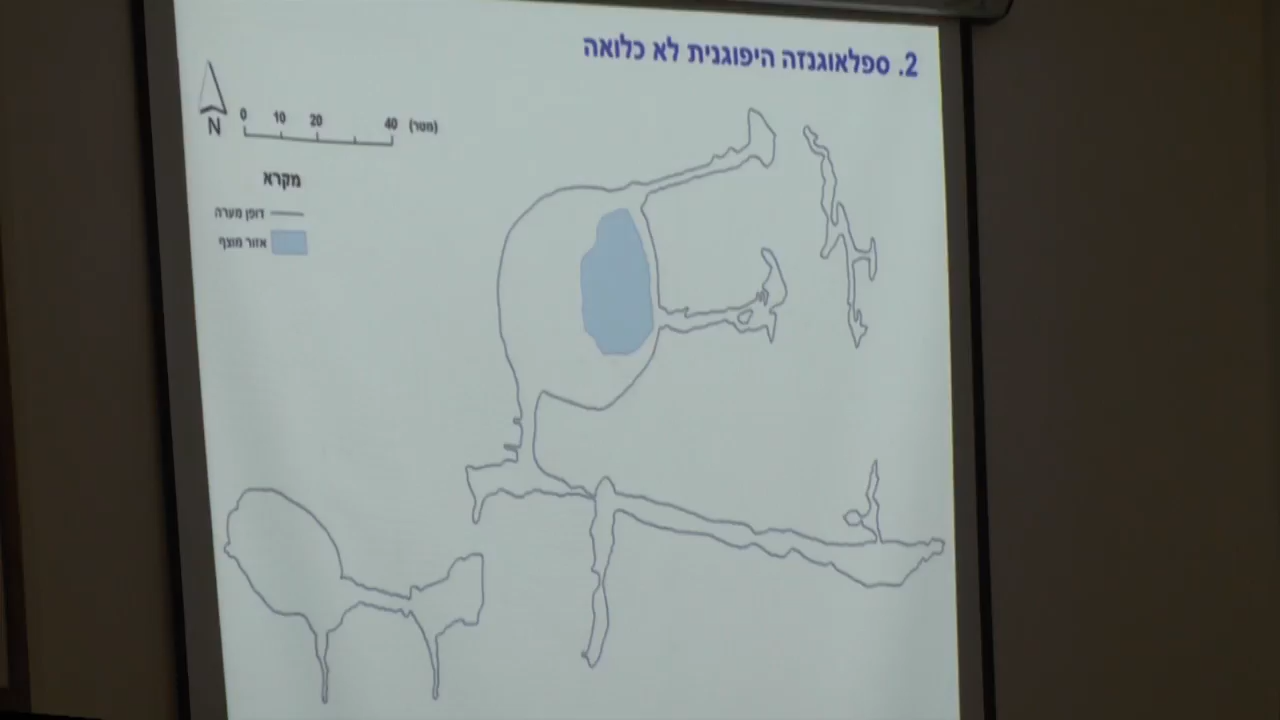 2. ספלאוגנזה היפוגנית לא כלואה
0 10 20 40 (מטר)
N
מקרא
דופן מערה
אזור מוצף